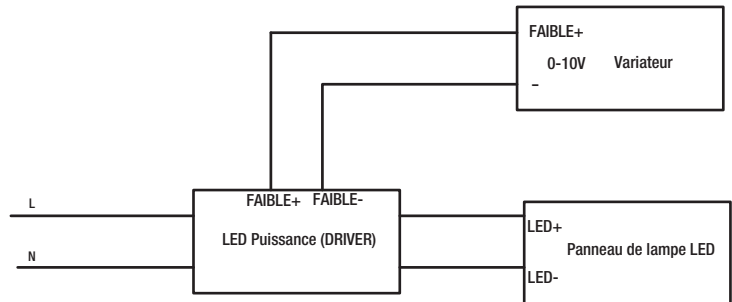 FAIBLE+
0-10V Variateur
–
L
FAIBLE+ FAIBLE-
LED Puissance (DRIVER)
N
LED+
Panneau de lampe LED
LED-